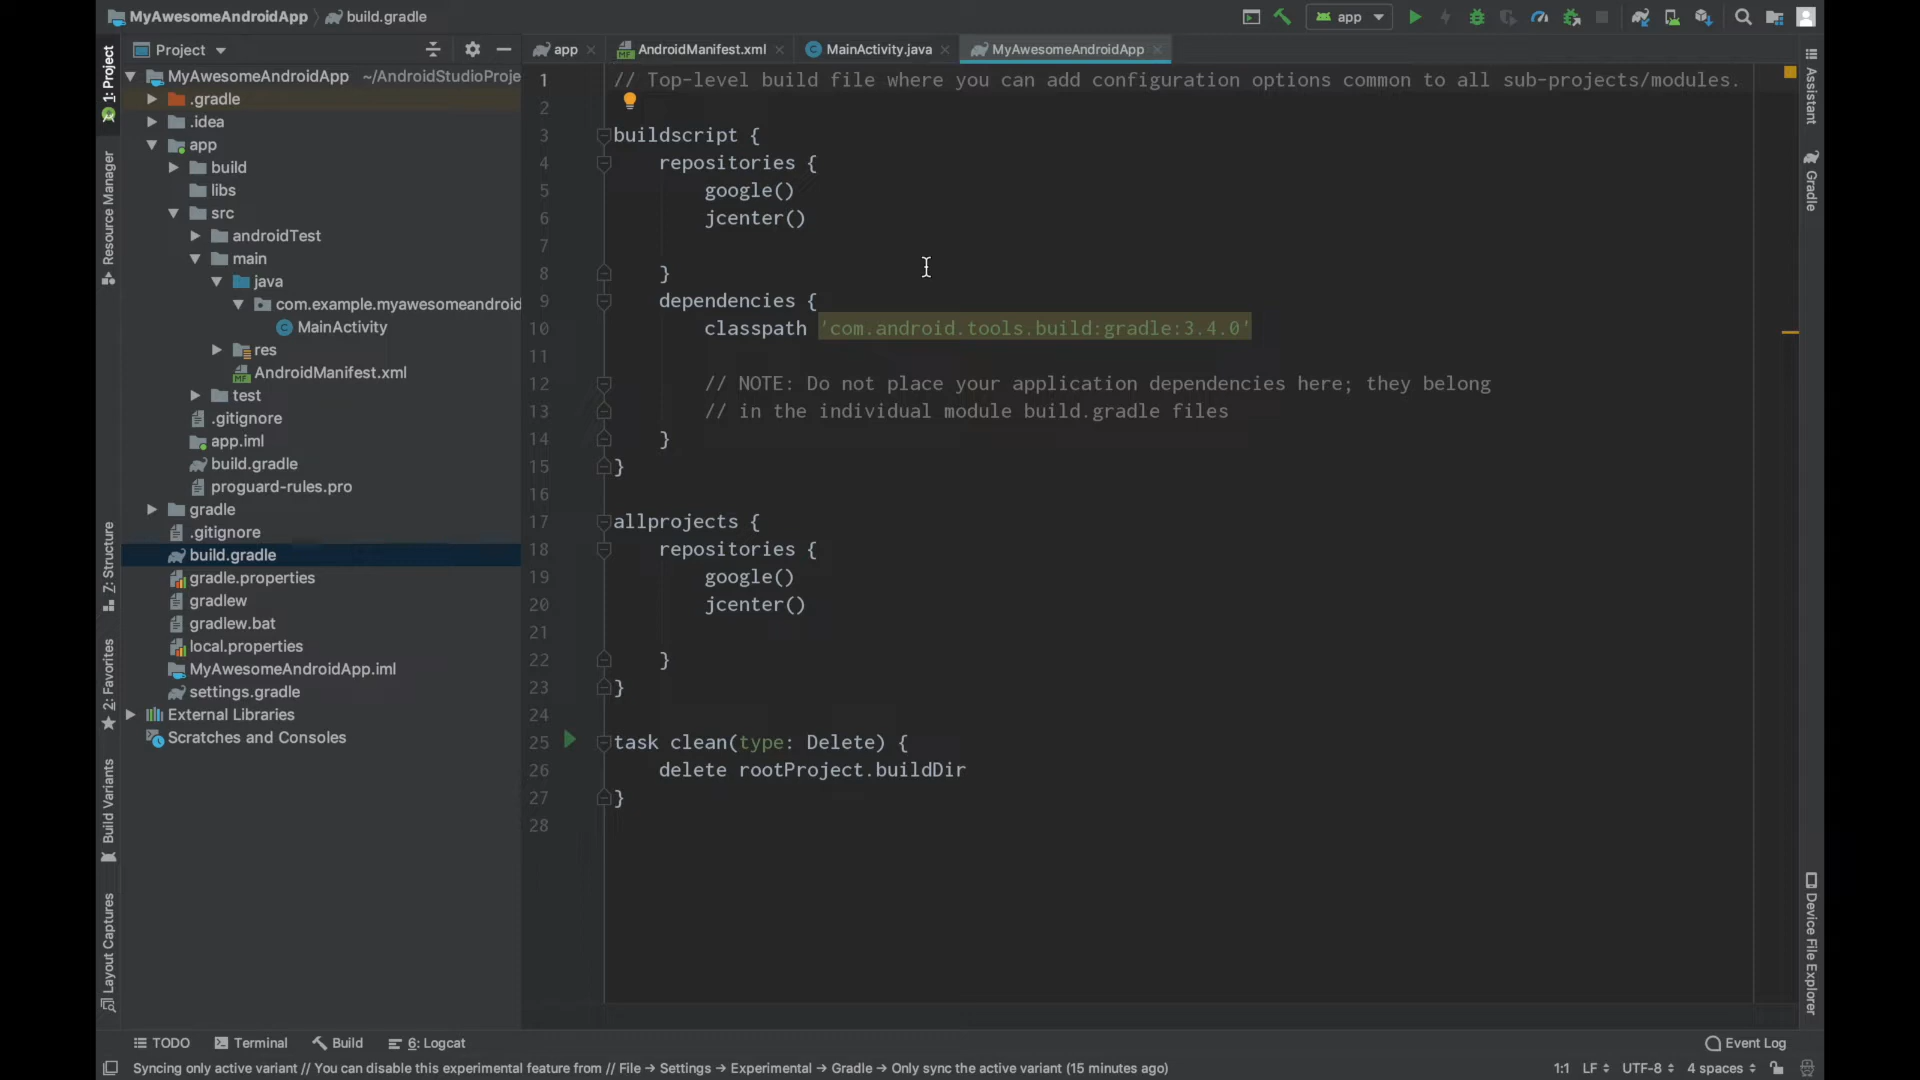 MyAwesomeAndroidApp
build.gradle
app
1: Project
Resource Manager
Z: Structure
2: Favorites
Build Variants
Layout Captures
Project
MyAwesomeAndroidApp ~/AndroidStudioProje
.gradle
.idea
app
build
libs
src
androidTest
main
java
com.example.myawesomeandroid
MainActivity
res
AndroidManifest.xml
test
.gitignore
app.iml
build.gradle
proguard-rules.pro
gradle
.gitignore
build.gradle
gradle.properties
gradlew
gradlew.bat
local.properties
MyAwesomeAndroidApp.iml
settings.gradle
External Libraries
Scratches and Consoles
app
AndroidManifest.xml
MainActivity.java
MyAwesomeAndroidApp
1 // Top-level build file where you can add configuration options common to all sub-projects/modules.
2
3 buildscript {
4 repositories {
5 google()
6 jcenter()
7
8 }
9 dependencies {
10 classpath 'com.android.tools.build:gradle:3.4.0'
11
12 // NOTE: Do not place your application dependencies here; they belong
13 // in the individual module build.gradle files
14 }
15 }
16
17 allprojects {
18 repositories {
19 google()
20 jcenter()
21
22 }
23 }
24
25 task clean(type: Delete) {
26 delete rootProject.buildDir
27 }
28
Assistant
Gradle
Device File Explorer
TODO
Terminal
Build
6: Logcat
Event Log
Syncing only active variant // You can disable this experimental feature from // File → Settings → Experimental → Gradle → Only sync the active variant (15 minutes ago)
1:1 LF UTF-8 4 spaces